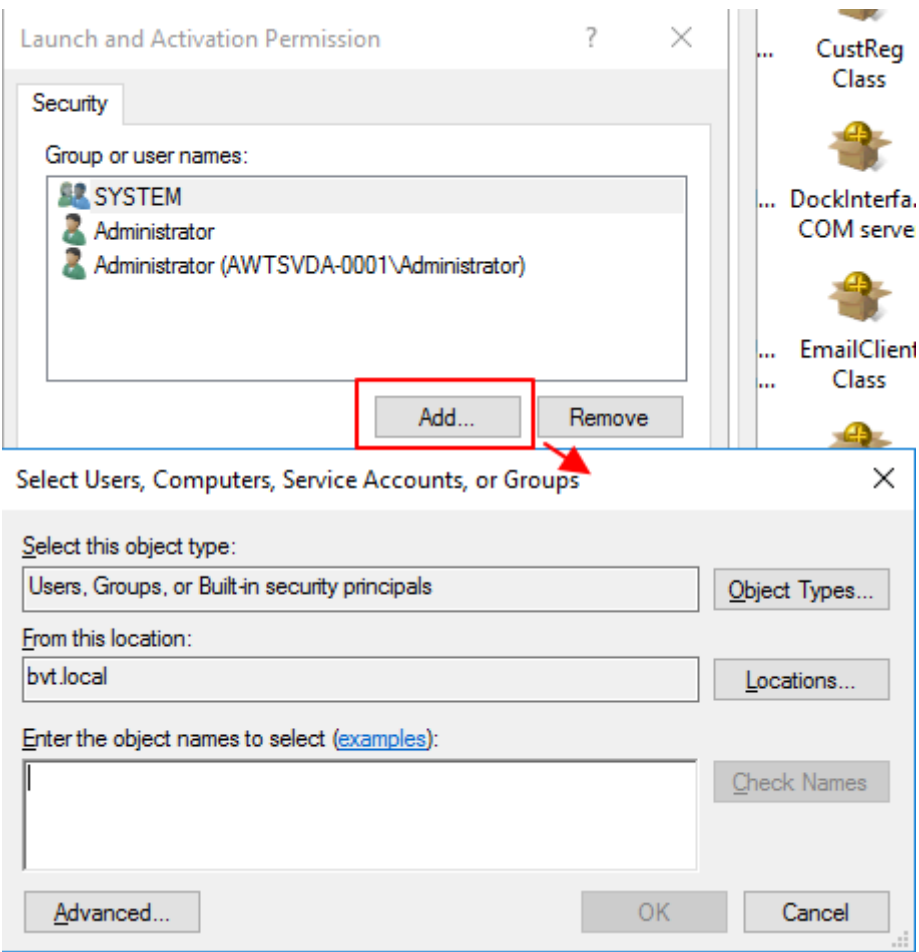 Launch and Activation Permission
?
Security
Group or user names:
SYSTEM
Administrator
Administrator (AWTSVDA-0001\Administrator)
Add...
Remove
...
CustReg
Class
... DockInterfa.
COM serve
... EmailClient
... Class
Select Users, Computers, Service Accounts, or Groups
Select this object type:
Users, Groups, or Built-in security principals
Object Types...
From this location:
bvt.local
Locations...
Enter the object names to select (examples):
Check Names
Advanced...
OK
Cancel